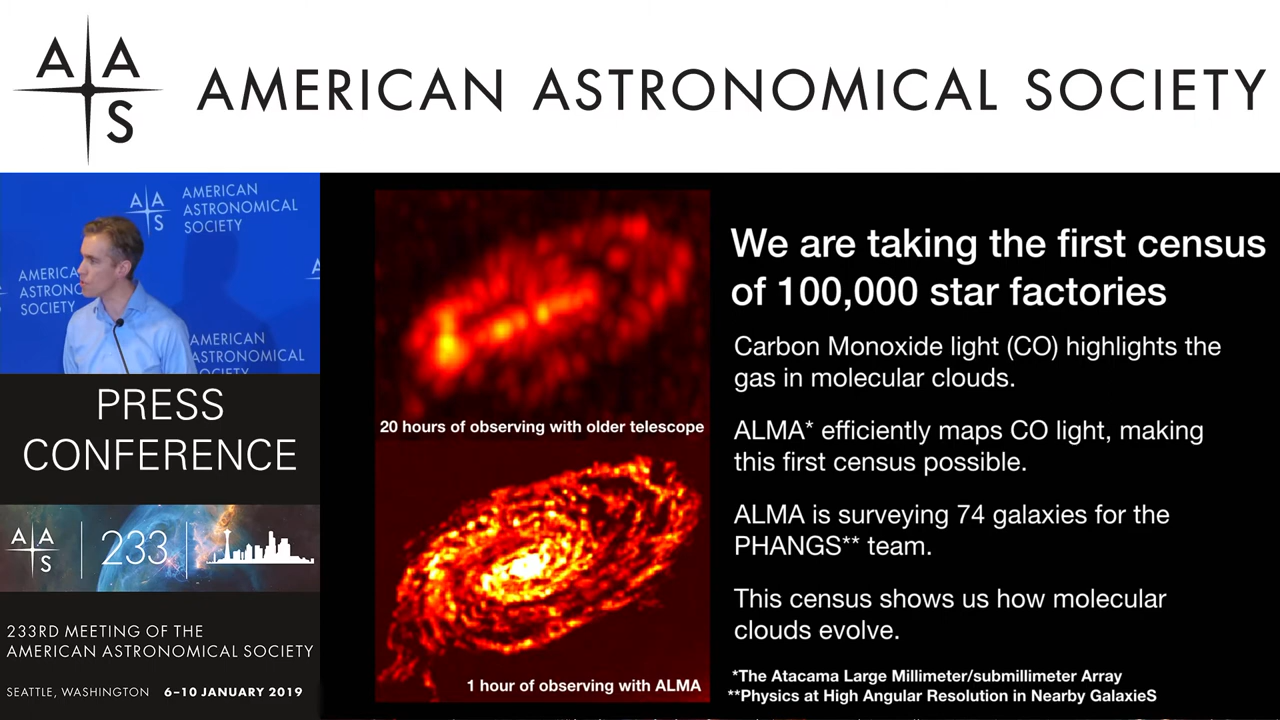 A A
S
AMERICAN ASTRONOMICAL SOCIETY
A A
S
AMERICAN
ASTRONOMICAL
SOCIETY
AMERICA
ASTRONO
SOCIETY
A
AMERICAN
ASTRONOMICAL
SOCIETY
PRESS
CONFERENCE
A A
S
233
233RD MEETING OF THE
AMERICAN ASTRONOMICAL SOCIETY
SEATTLE, WASHINGTON 6–10 JANUARY 2019
20 hours of observing with older telescope
1 hour of observing with ALMA
We are taking the first census
of 100,000 star factories
Carbon Monoxide light (CO) highlights the
gas in molecular clouds.
ALMA* efficiently maps CO light, making
this first census possible.
ALMA is surveying 74 galaxies for the
PHANGS** team.
This census shows us how molecular
clouds evolve.
*The Atacama Large Millimeter/submillimeter Array
**Physics at High Angular Resolution in Nearby GalaxieS